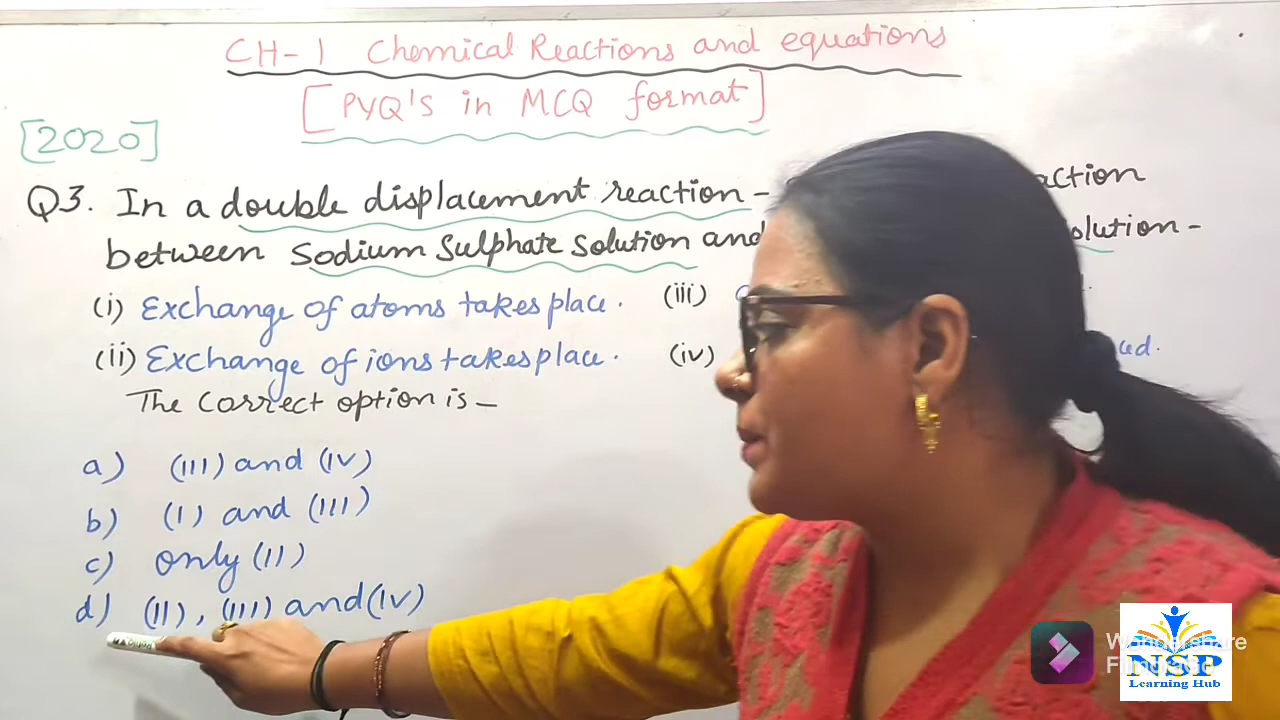 CH-1 Chemical Reactions and equations
[PYQ'S in MCQ format]
[2020]
Q3. In a double displacement reaction -
between Sodium Sulphate Solution and
(i) Exchange of atoms takes place. (iii)
(ii) Exchange of ions takes place. (iv)
The correct option is -
a) (III) and (IV)
b) (I) and (III)
c) only (II)
d) (II), (III) and (IV)
NSP
Learning Hub